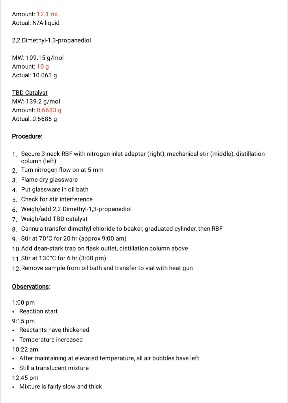 Amount: 12.1 mL
Actual: N/A liquid
2,2 Dimethyl-1,3-propanediol
MW: 109.15 g/mol
Amount: 10 g
Actual: 10.063 g
TBD Catalyst
MW: 139.2 g/mol
Amount: 0.6683 g
Actual: 0.6686 g
Procedure:
1. Secure 3-neck RBF with nitrogen inlet adapter (right), mechanical stir (middle), distillation
column (left)
2. Turn nitrogen flow on at 5 mm
3. Flame dry glassware
4. Put glassware in oil bath
5. Check for stir interference
6. Weigh/add 2,2 Dimethyl-1,3-propanediol
7. Weigh/add TBD catalyst
8. Cannula transfer dimethyl chloride to beaker, graduated cylinder, then RBF
9. Stir at 70°C for 20 hr (approx 9:00 am)
10. Add dean-stark trap on flask outlet, distillation column above
11. Stir at 130°C for 6 hr (3:00 pm)
12. Remove sample from oil bath and transfer to vial with heat gun
Observations:
1:00 pm
• Reaction start
9:15 pm
• Reactants have thickened
• Temperature increased
10:22 am
• After maintaining at elevated temperature, all air bubbles have left
• Still a translucent mixture
12:45 pm
• Mixture is fairly slow and thick